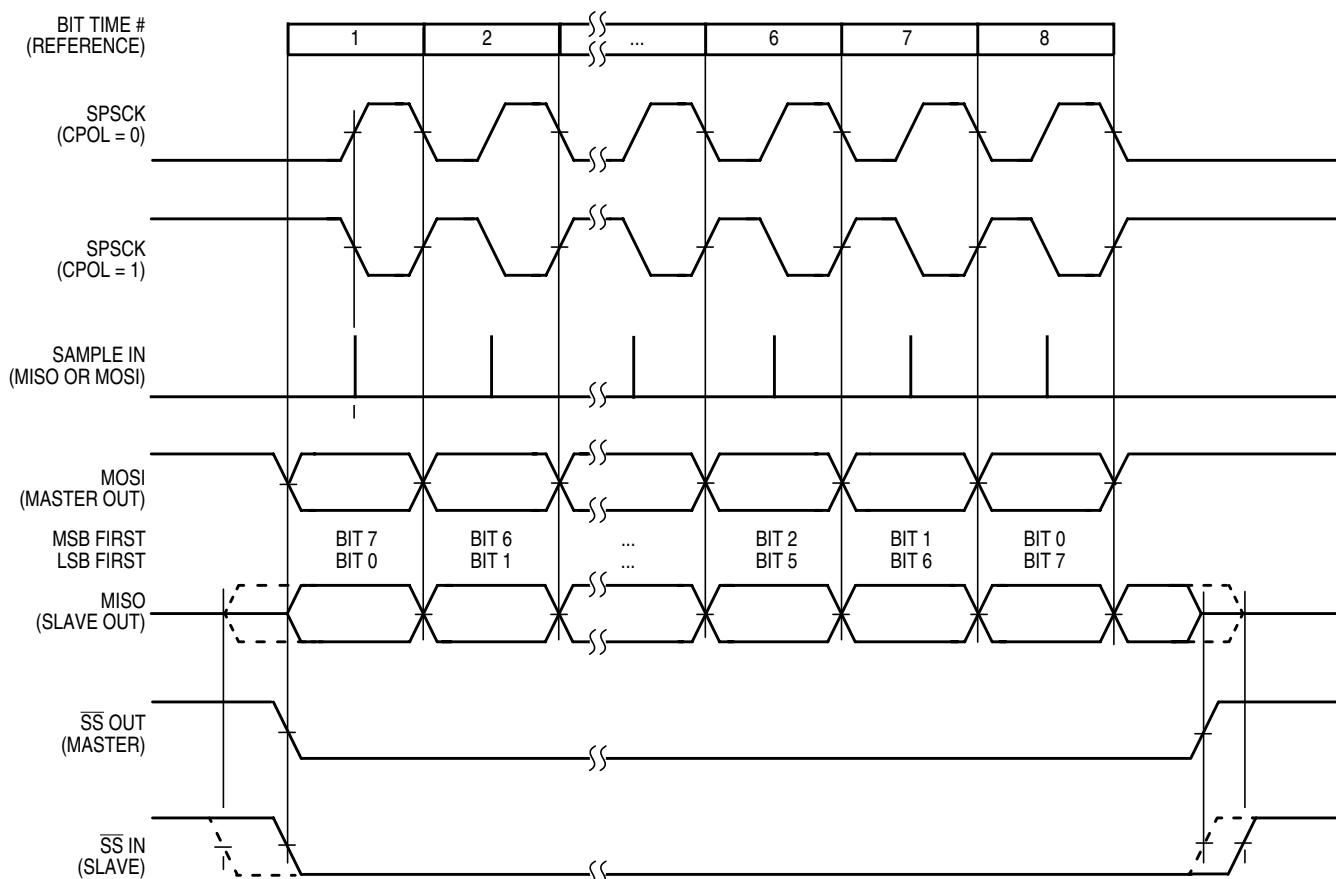 BIT TIME #
(REFERENCE)
1 2 ... 6 7 8
SPSCK
(CPOL = 0)
SPSCK
(CPOL = 1)
SAMPLE IN
(MISO OR MOSI)
MOSI
(MASTER OUT)
MSB FIRST BIT 7 BIT 6 ... BIT 2 BIT 1 BIT 0
LSB FIRST BIT 0 BIT 1 ... BIT 5 BIT 6 BIT 7
MISO
(SLAVE OUT)
S̅S̅ OUT
(MASTER)
S̅S̅ IN
(SLAVE)